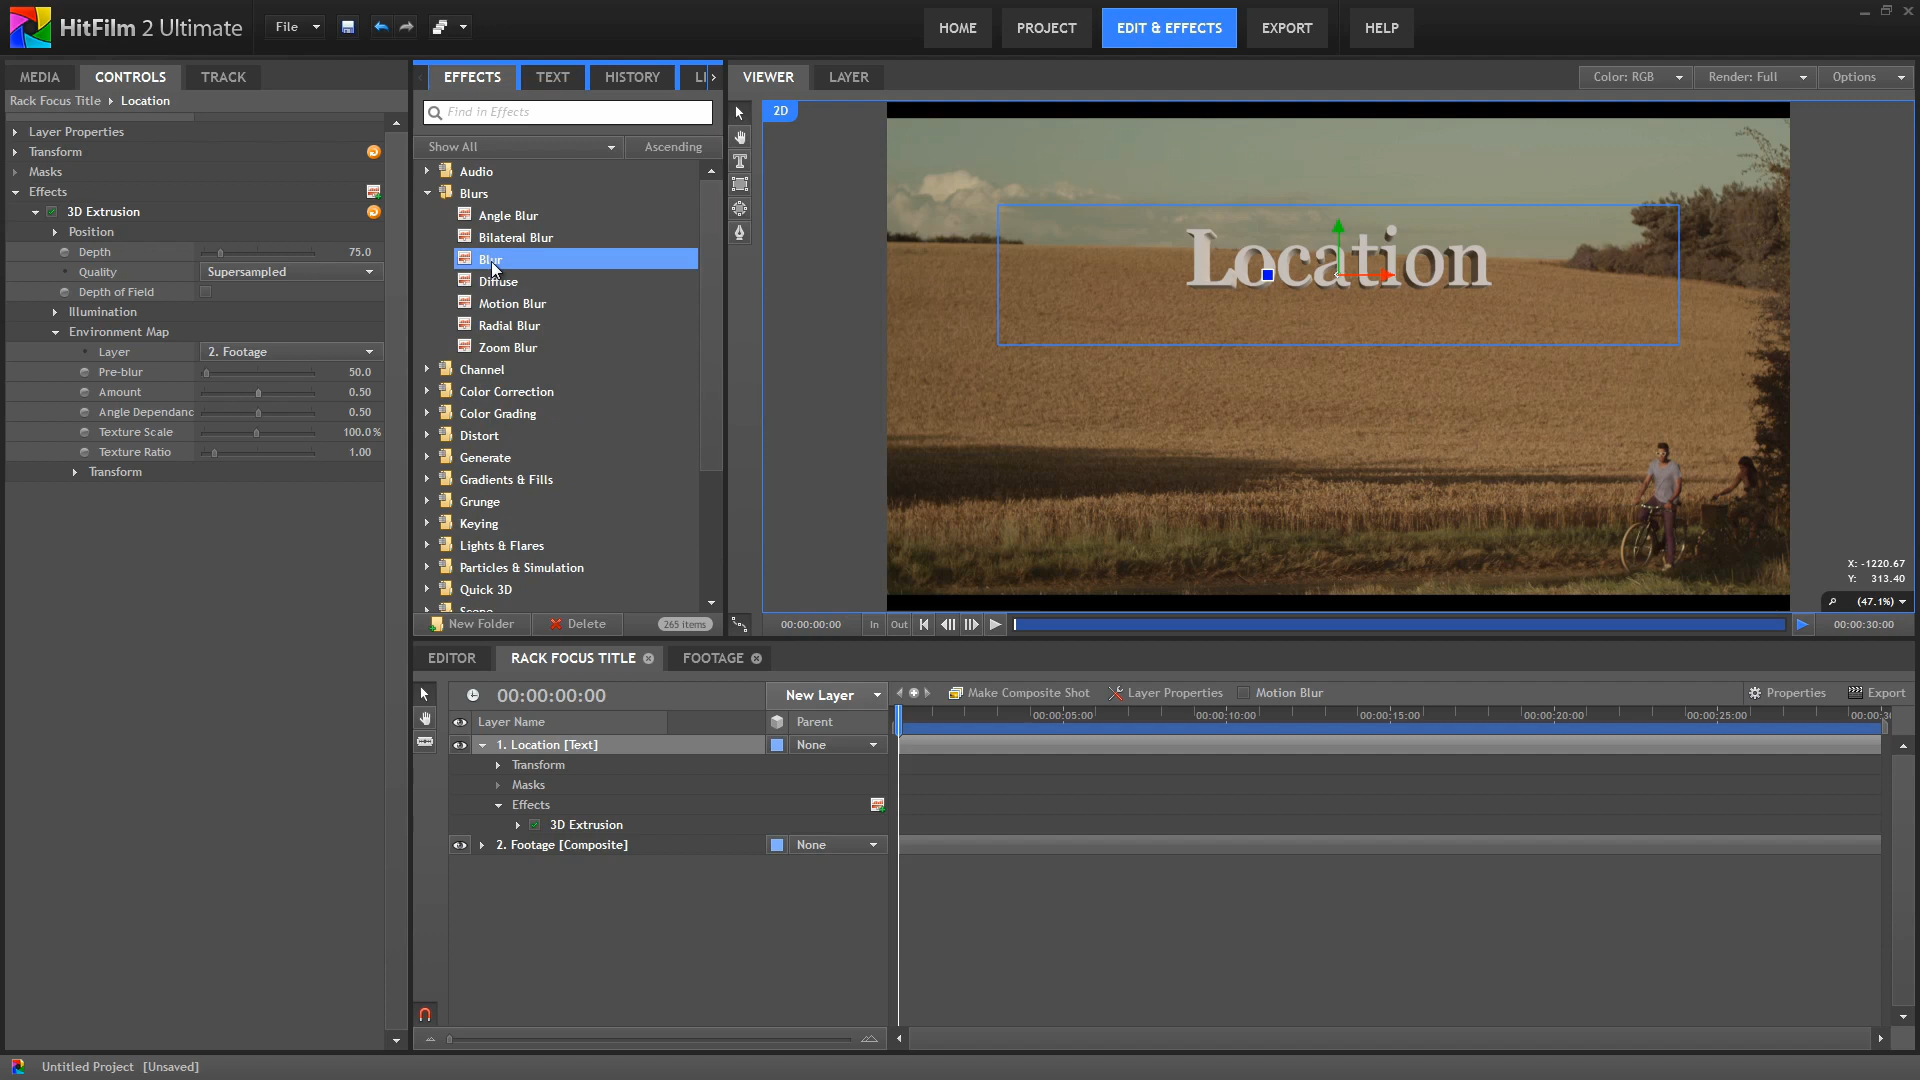 HitFilm 2 Ultimate
File
HOME
PROJECT
EDIT & EFFECTS
EXPORT
HELP
MEDIA
CONTROLS
TRACK
Rack Focus Title
Location
Layer Properties
Transform
Masks
Effects
3D Extrusion
Position
Depth
75.0
Quality
Supersampled
Depth of Field
Illumination
Environment Map
Layer
2. Footage
Pre-blur
50.0
Amount
0.50
Angle Dependanc
0.50
Texture Scale
100.0%
Texture Ratio
1.00
Transform
EFFECTS
TEXT
HISTORY
LI
Find in Effects
Show All
Ascending
Audio
Blurs
Angle Blur
Bilateral Blur
Blur
Diffuse
Motion Blur
Radial Blur
Zoom Blur
Channel
Color Correction
Color Grading
Distort
Generate
Gradients & Fills
Grunge
Keying
Lights & Flares
Particles & Simulation
Quick 3D
Scene
New Folder
Delete
265 items
VIEWER
LAYER
Color: RGB
Render: Full
Options
2D
Location
X: -1220.67
Y: 313.40
(47.1%)
00:00:00:00
In
Out
00:00:30:00
EDITOR
RACK FOCUS TITLE
FOOTAGE
00:00:00:00
New Layer
Make Composite Shot
Layer Properties
Motion Blur
Properties
Export
Layer Name
Parent
00:00:05:00
00:00:10:00
00:00:15:00
00:00:20:00
00:00:25:00
00:00:30
1. Location [Text]
None
Transform
Masks
Effects
3D Extrusion
2. Footage [Composite]
None
Untitled Project [Unsaved]